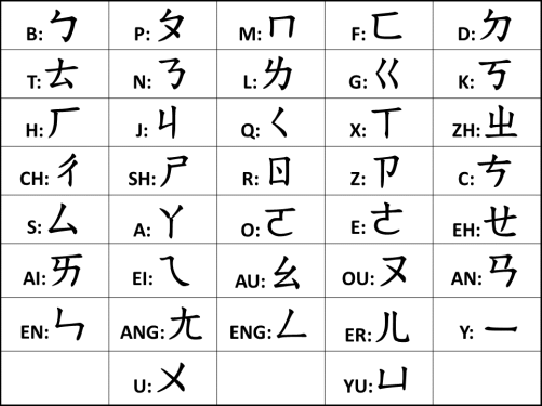 B: ㄅ P: ㄆ M: ㄇ F: ㄈ D: ㄉ
T: ㄊ N: ㄋ L: ㄌ G: ㄍ K: ㄎ
H: ㄏ J: ㄐ Q: ㄑ X: ㄒ ZH: ㄓ
CH: ㄔ SH: ㄕ R: ㄖ Z: ㄗ C: ㄘ
S: ㄙ A: ㄚ O: ㄛ E: ㄜ EH: ㄝ
AI: ㄞ EI: ㄟ AU: ㄠ OU: ㄡ AN: ㄢ
EN: ㄣ ANG: ㄤ ENG: ㄥ ER: ㄦ Y: ㄧ
U: ㄨ YU: ㄩ